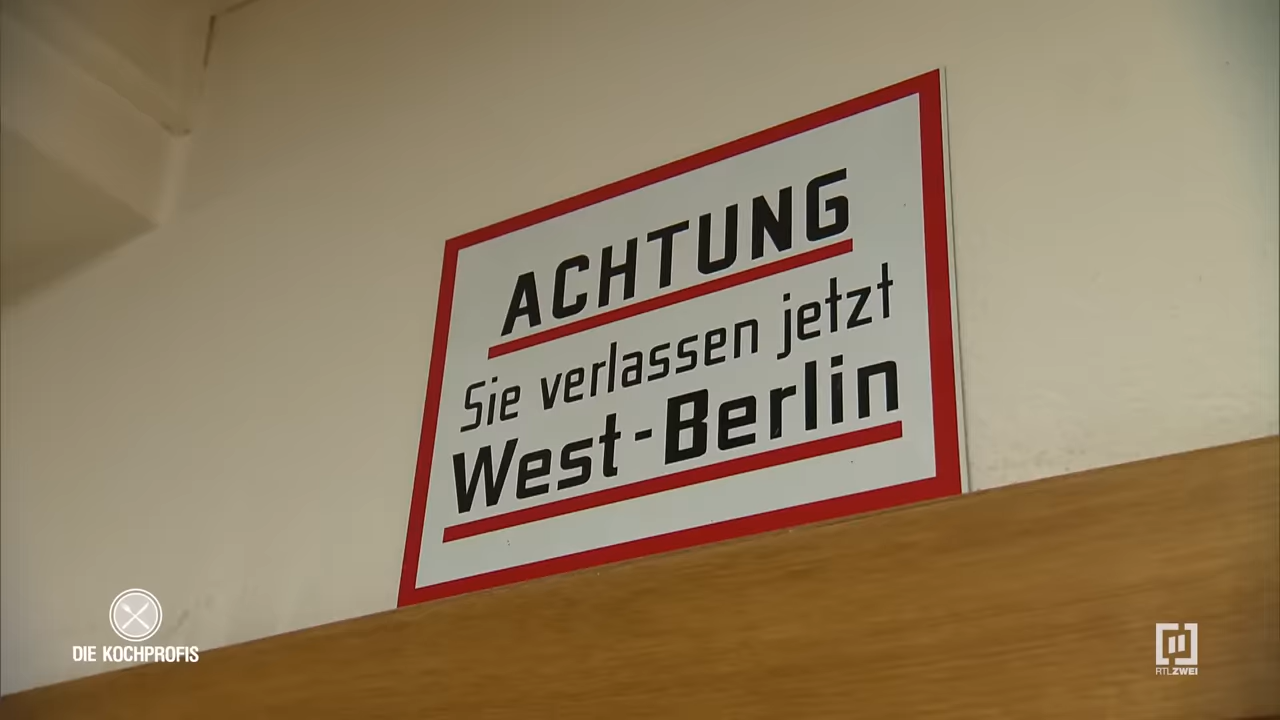 ACHTUNG
Sie verlassen jetzt
West-Berlin
DIE KOCHPROFIS
RTLZWEI